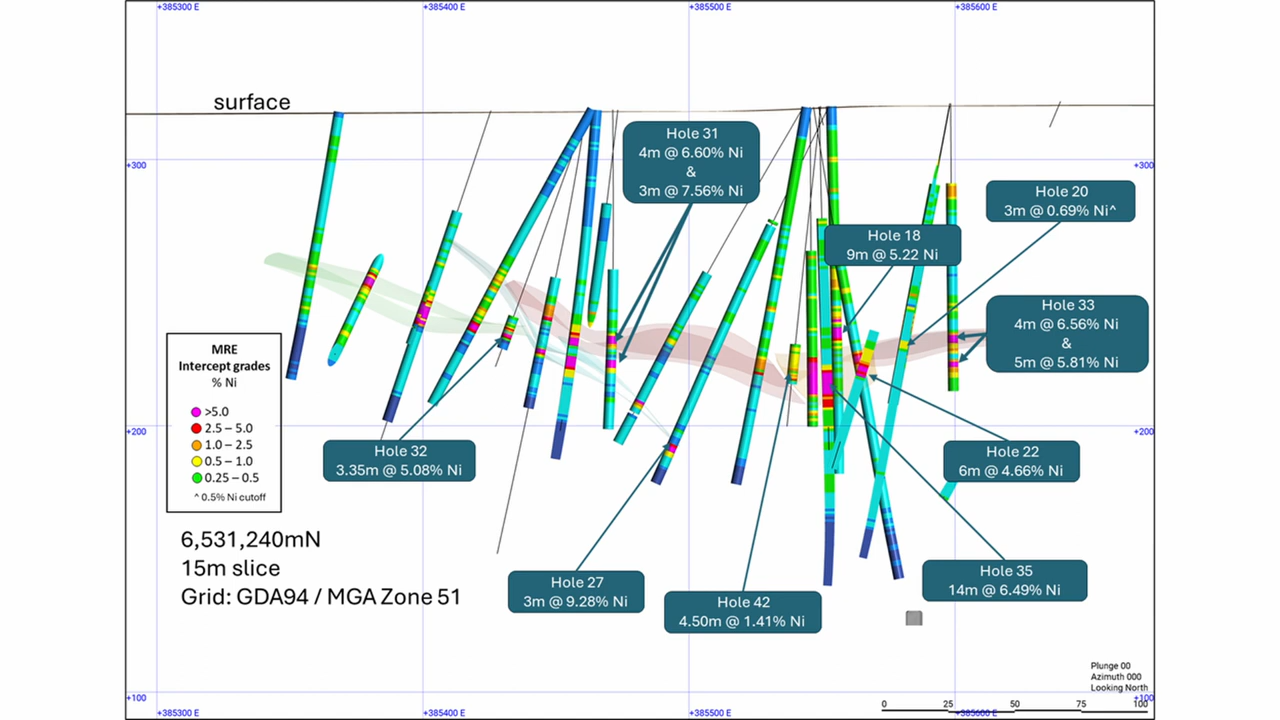 +385300 E
+385400 E
+385500 E
+385600 E
surface
+300
+300
Hole 31
4m @ 6.60% Ni
&
3m @ 7.56% Ni
Hole 20
3m @ 0.69% Ni^
Hole 18
9m @ 5.22 Ni
Hole 33
4m @ 6.56% Ni
&
5m @ 5.81% Ni
MRE
Intercept grades
% Ni
>5.0
2.5 – 5.0
1.0 – 2.5
0.5 – 1.0
0.25 – 0.5
^ 0.5% Ni cutoff
+200
+200
Hole 32
3.35m @ 5.08% Ni
Hole 22
6m @ 4.66% Ni
6,531,240mN
15m slice
Grid: GDA94 / MGA Zone 51
Hole 27
3m @ 9.28% Ni
Hole 42
4.50m @ 1.41% Ni
Hole 35
14m @ 6.49% Ni
Plunge 00
Azimuth 000
Looking North
+100
+100
0
25
50
75
100
+385300 E
+385400 E
+385500 E
+385600 E